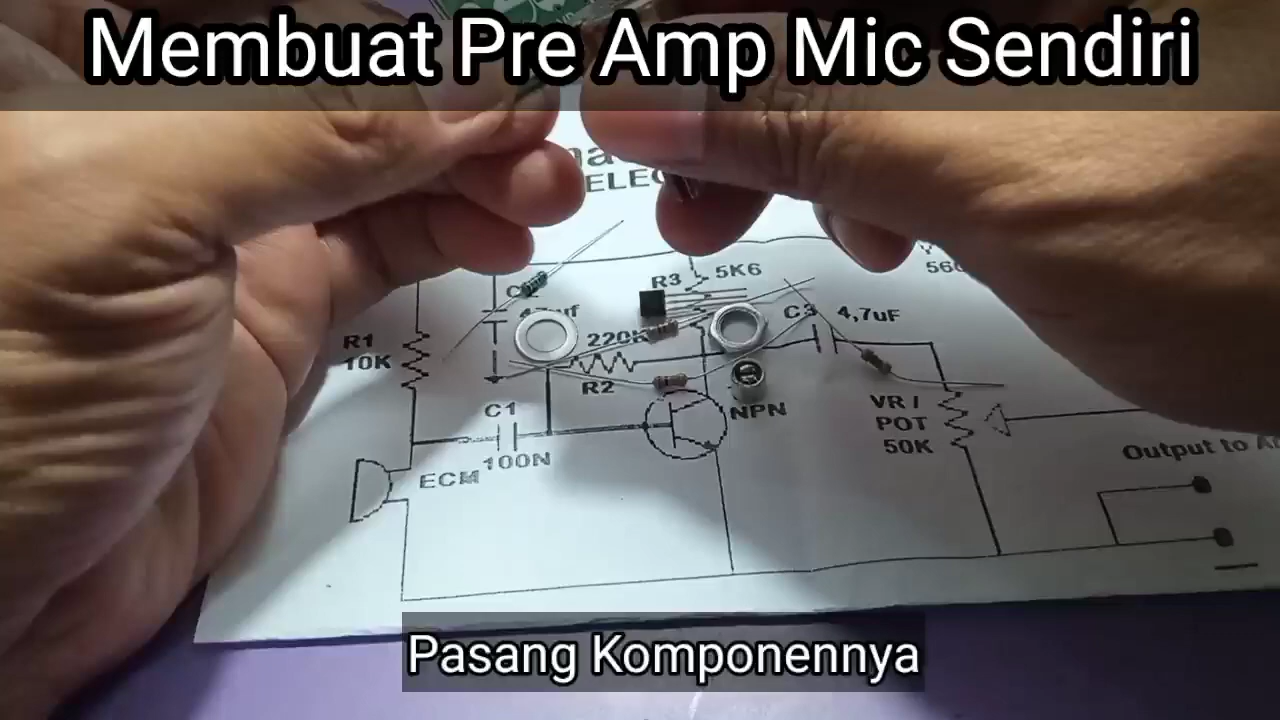 Membuat Pre Amp Mic Sendiri
R3 5K6
C3 4,7uF
R1
10K
220K
R2
C1
100N
ECM
NPN
VR /
POT
50K
Output to
Pasang Komponennya